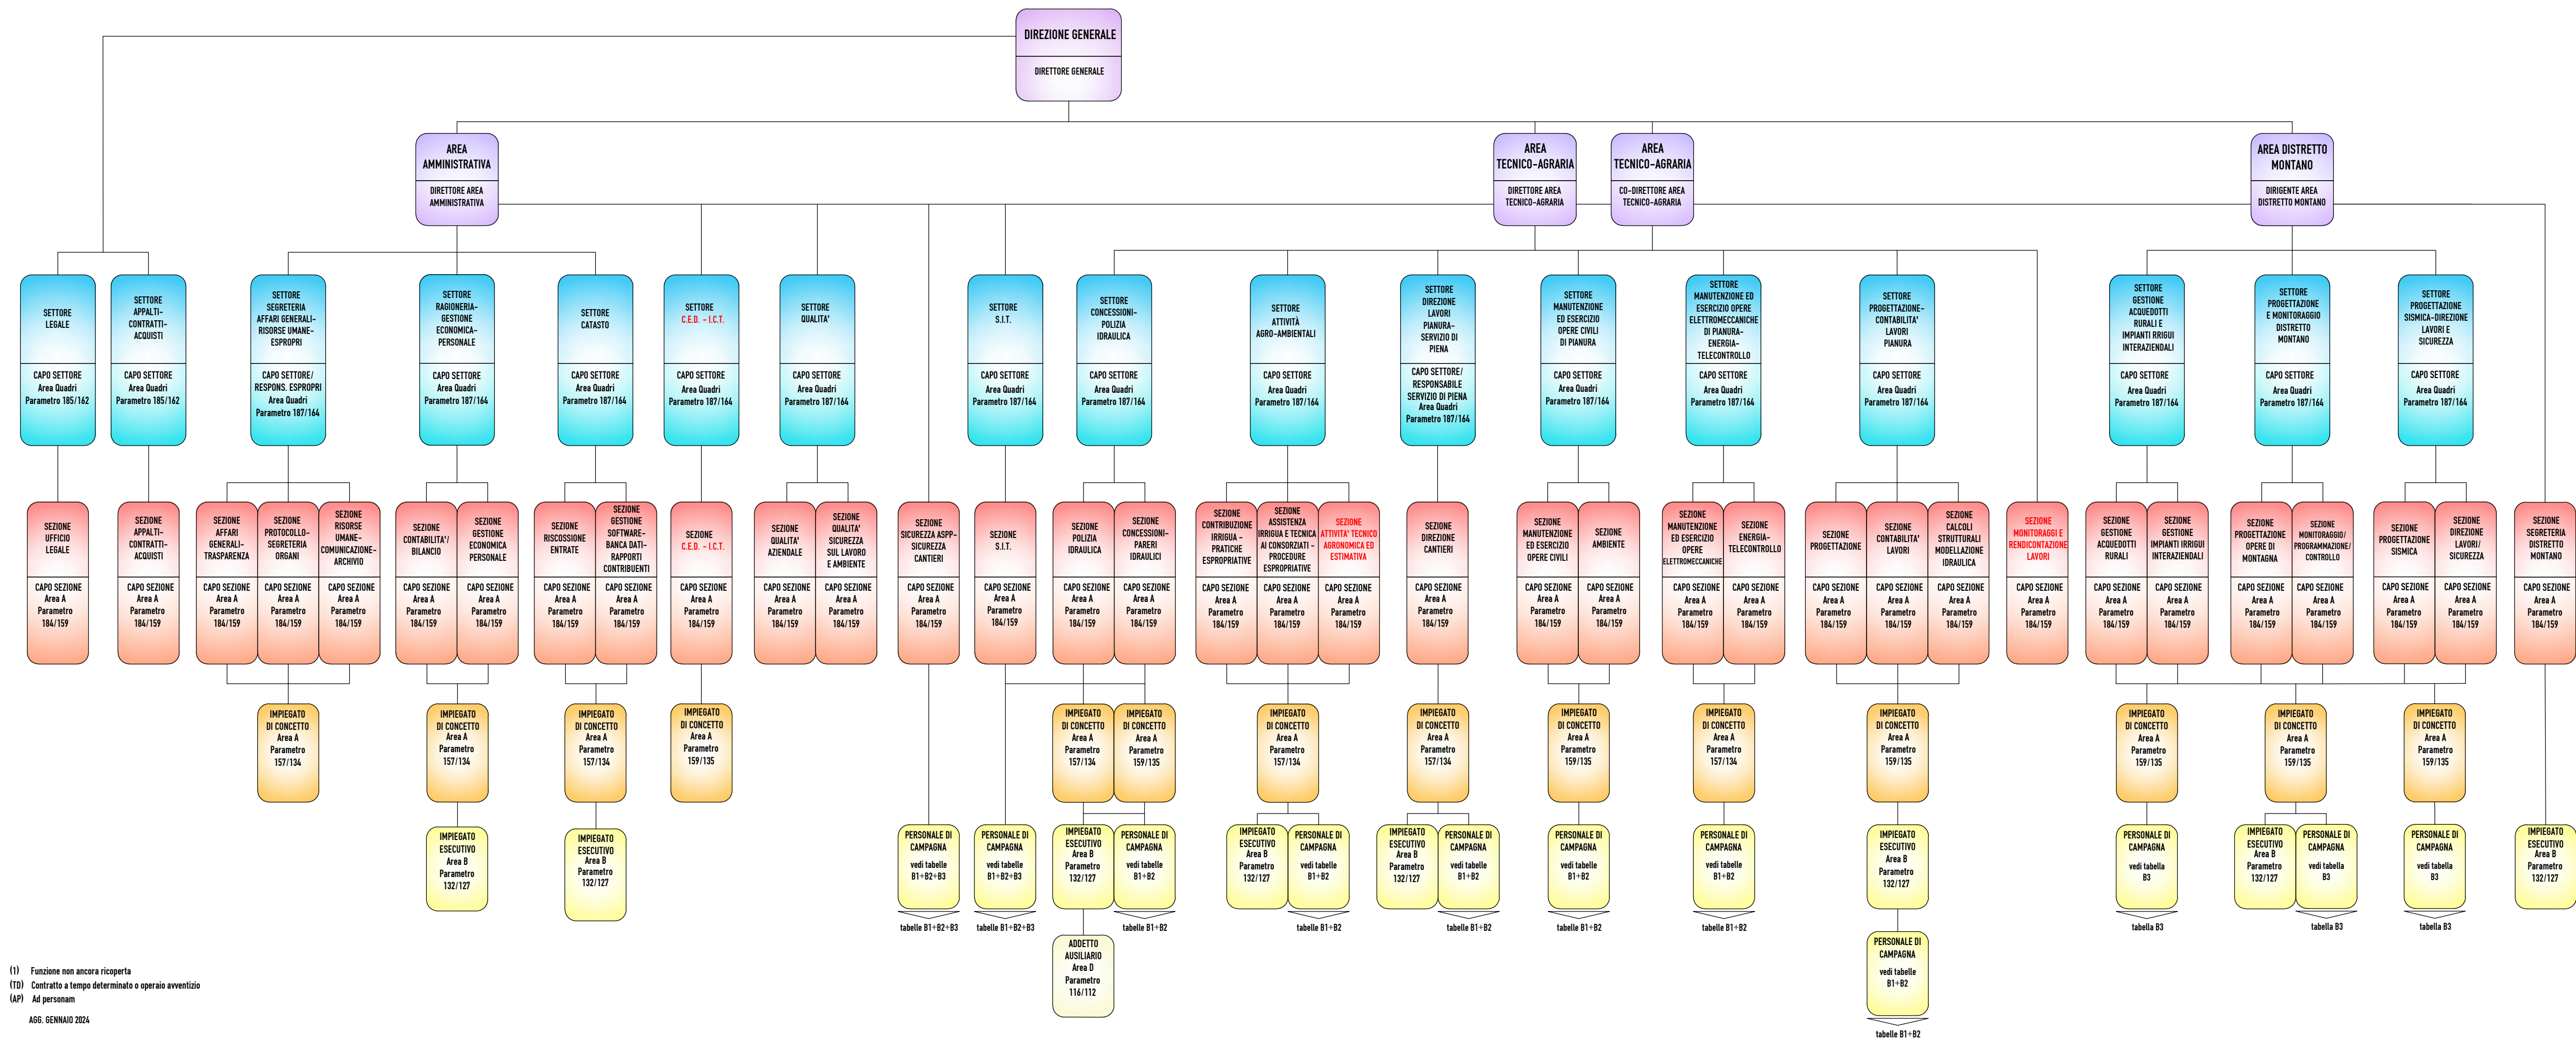 DIREZIONE GENERALE
DIRETTORE GENERALE
AREA
AMMINISTRATIVA
DIRETTORE AREA
AMMINISTRATIVA
AREA
TECNICO-AGRARIA
DIRETTORE AREA
TECNICO-AGRARIA
AREA
TECNICO-AGRARIA
CO-DIRETTORE AREA
TECNICO-AGRARIA
AREA DISTRETTO
MONTANO
DIRIGENTE AREA
DISTRETTO MONTANO
SETTORE
LEGALE
CAPO SETTORE
Area Quadri
Parametro 185/162
SETTORE
APPALTI-
CONTRATTI-
ACQUISTI
CAPO SETTORE
Area Quadri
Parametro 185/162
SETTORE
SEGRETERIA
AFFARI GENERALI-
RISORSE UMANE-
ESPROPRI
CAPO SETTORE/
RESPONS. ESPROPRI
Area Quadri
Parametro 187/164
SETTORE
RAGIONERIA-
GESTIONE
ECONOMICA-
PERSONALE
CAPO SETTORE
Area Quadri
Parametro 187/164
SETTORE
CATASTO
CAPO SETTORE
Area Quadri
Parametro 187/164
SETTORE
C.E.D. - I.C.T.
CAPO SETTORE
Area Quadri
Parametro 187/164
SETTORE
QUALITA'
CAPO SETTORE
Area Quadri
Parametro 187/164
SETTORE
S.I.T.
CAPO SETTORE
Area Quadri
Parametro 187/164
SETTORE
CONCESSIONI-
POLIZIA
IDRAULICA
CAPO SETTORE
Area Quadri
Parametro 187/164
SETTORE
ATTIVITÀ
AGRO-AMBIENTALI
CAPO SETTORE
Area Quadri
Parametro 187/164
SETTORE
DIREZIONE
LAVORI
PIANURA-
SERVIZIO DI
PIENA
CAPO SETTORE/
RESPONSABILE
SERVIZIO DI PIENA
Area Quadri
Parametro 187/164
SETTORE
MANUTENZIONE
ED ESERCIZIO
OPERE CIVILI
DI PIANURA
CAPO SETTORE
Area Quadri
Parametro 187/164
SETTORE
MANUTENZIONE ED
ESERCIZIO OPERE
ELETTROMECCANICHE
DI PIANURA-
ENERGIA-
TELECONTROLLO
CAPO SETTORE
Area Quadri
Parametro 187/164
SETTORE
PROGETTAZIONE-
CONTABILITA'
LAVORI
PIANURA
CAPO SETTORE
Area Quadri
Parametro 187/164
SETTORE
GESTIONE
ACQUEDOTTI
RURALI E
IMPIANTI RRIGUI
INTERAZIENDALI
CAPO SETTORE
Area Quadri
Parametro 187/164
SETTORE
PROGETTAZIONE
E MONITORAGGIO
DISTRETTO
MONTANO
CAPO SETTORE
Area Quadri
Parametro 187/164
SETTORE
PROGETTAZIONE
SISMICA-DIREZIONE
LAVORI E
SICUREZZA
CAPO SETTORE
Area Quadri
Parametro 187/164
SEZIONE
UFFICIO
LEGALE
CAPO SEZIONE
Area A
Parametro
184/159
SEZIONE
APPALTI-
CONTRATTI-
ACQUISTI
CAPO SEZIONE
Area A
Parametro
184/159
SEZIONE
AFFARI
GENERALI-
TRASPARENZA
CAPO SEZIONE
Area A
Parametro
184/159
SEZIONE
PROTOCOLLO-
SEGRETERIA
ORGANI
CAPO SEZIONE
Area A
Parametro
184/159
SEZIONE
RISORSE
UMANE-
COMUNICAZIONE-
ARCHIVIO
CAPO SEZIONE
Area A
Parametro
184/159
SEZIONE
CONTABILITA'/
BILANCIO
CAPO SEZIONE
Area A
Parametro
184/159
SEZIONE
GESTIONE
ECONOMICA
PERSONALE
CAPO SEZIONE
Area A
Parametro
184/159
SEZIONE
RISCOSSIONE
ENTRATE
CAPO SEZIONE
Area A
Parametro
184/159
SEZIONE
GESTIONE
SOFTWARE-
BANCA DATI-
RAPPORTI
CONTRIBUENTI
CAPO SEZIONE
Area A
Parametro
184/159
SEZIONE
C.E.D. - I.C.T.
CAPO SEZIONE
Area A
Parametro
184/159
SEZIONE
QUALITA'
AZIENDALE
CAPO SEZIONE
Area A
Parametro
184/159
SEZIONE
QUALITA'
SICUREZZA
SUL LAVORO
E AMBIENTE
CAPO SEZIONE
Area A
Parametro
184/159
SEZIONE
SICUREZZA ASPP-
SICUREZZA
CANTIERI
CAPO SEZIONE
Area A
Parametro
184/159
SEZIONE
S.I.T.
CAPO SEZIONE
Area A
Parametro
184/159
SEZIONE
POLIZIA
IDRAULICA
CAPO SEZIONE
Area A
Parametro
184/159
SEZIONE
CONCESSIONI-
PARERI
IDRAULICI
CAPO SEZIONE
Area A
Parametro
184/159
SEZIONE
CONTRIBUZIONE
IRRIGUA -
PRATICHE
ESPROPRIATIVE
CAPO SEZIONE
Area A
Parametro
184/159
SEZIONE
ASSISTENZA
IRRIGUA E TECNICA
AI CONSORZIATI -
PROCEDURE
ESPROPRIATIVE
CAPO SEZIONE
Area A
Parametro
184/159
SEZIONE
ATTIVITA' TECNICO
AGRONOMICA ED
ESTIMATIVA
CAPO SEZIONE
Area A
Parametro
184/159
SEZIONE
DIREZIONE
CANTIERI
CAPO SEZIONE
Area A
Parametro
184/159
SEZIONE
MANUTENZIONE
ED ESERCIZIO
OPERE CIVILI
CAPO SEZIONE
Area A
Parametro
184/159
SEZIONE
AMBIENTE
CAPO SEZIONE
Area A
Parametro
184/159
SEZIONE
MANUTENZIONE
ED ESERCIZIO
OPERE
ELETTROMECCANICHE
CAPO SEZIONE
Area A
Parametro
184/159
SEZIONE
ENERGIA-
TELECONTROLLO
CAPO SEZIONE
Area A
Parametro
184/159
SEZIONE
PROGETTAZIONE
CAPO SEZIONE
Area A
Parametro
184/159
SEZIONE
CONTABILITA'
LAVORI
CAPO SEZIONE
Area A
Parametro
184/159
SEZIONE
CALCOLI
STRUTTURALI
MODELLAZIONE
IDRAULICA
CAPO SEZIONE
Area A
Parametro
184/159
SEZIONE
MONITORAGGI E
RENDICONTAZIONE
LAVORI
CAPO SEZIONE
Area A
Parametro
184/159
SEZIONE
GESTIONE
ACQUEDOTTI
RURALI
CAPO SEZIONE
Area A
Parametro
184/159
SEZIONE
GESTIONE
IMPIANTI IRRIGUI
INTERAZIENDALI
CAPO SEZIONE
Area A
Parametro
184/159
SEZIONE
PROGETTAZIONE
OPERE DI
MONTAGNA
CAPO SEZIONE
Area A
Parametro
184/159
SEZIONE
MONITORAGGIO/
PROGRAMMAZIONE/
CONTROLLO
CAPO SEZIONE
Area A
Parametro
184/159
SEZIONE
PROGETTAZIONE
SISMICA
CAPO SEZIONE
Area A
Parametro
184/159
SEZIONE
DIREZIONE
LAVORI/
SICUREZZA
CAPO SEZIONE
Area A
Parametro
184/159
SEZIONE
SEGRETERIA
DISTRETTO
MONTANO
CAPO SEZIONE
Area A
Parametro
184/159
IMPIEGATO
DI CONCETTO
Area A
Parametro
157/134
IMPIEGATO
DI CONCETTO
Area A
Parametro
157/134
IMPIEGATO
DI CONCETTO
Area A
Parametro
157/134
IMPIEGATO
DI CONCETTO
Area A
Parametro
159/135
IMPIEGATO
DI CONCETTO
Area A
Parametro
157/134
IMPIEGATO
DI CONCETTO
Area A
Parametro
159/135
IMPIEGATO
DI CONCETTO
Area A
Parametro
157/134
IMPIEGATO
DI CONCETTO
Area A
Parametro
157/134
IMPIEGATO
DI CONCETTO
Area A
Parametro
159/135
IMPIEGATO
DI CONCETTO
Area A
Parametro
157/134
IMPIEGATO
DI CONCETTO
Area A
Parametro
159/135
IMPIEGATO
DI CONCETTO
Area A
Parametro
159/135
IMPIEGATO
DI CONCETTO
Area A
Parametro
159/135
IMPIEGATO
DI CONCETTO
Area A
Parametro
159/135
IMPIEGATO
ESECUTIVO
Area B
Parametro
132/127
IMPIEGATO
ESECUTIVO
Area B
Parametro
132/127
PERSONALE DI
CAMPAGNA
vedi tabelle
B1+B2+B3
tabelle B1+B2+B3
PERSONALE DI
CAMPAGNA
vedi tabelle
B1+B2+B3
tabelle B1+B2+B3
IMPIEGATO
ESECUTIVO
Area B
Parametro
132/127
PERSONALE DI
CAMPAGNA
vedi tabelle
B1+B2
tabelle B1+B2
IMPIEGATO
ESECUTIVO
Area B
Parametro
132/127
PERSONALE DI
CAMPAGNA
vedi tabelle
B1+B2
tabelle B1+B2
IMPIEGATO
ESECUTIVO
Area B
Parametro
132/127
PERSONALE DI
CAMPAGNA
vedi tabelle
B1+B2
tabelle B1+B2
PERSONALE DI
CAMPAGNA
vedi tabelle
B1+B2
tabelle B1+B2
PERSONALE DI
CAMPAGNA
vedi tabelle
B1+B2
tabelle B1+B2
IMPIEGATO
ESECUTIVO
Area B
Parametro
132/127
PERSONALE DI
CAMPAGNA
vedi tabella
B3
tabella B3
IMPIEGATO
ESECUTIVO
Area B
Parametro
132/127
PERSONALE DI
CAMPAGNA
vedi tabella
B3
tabella B3
PERSONALE DI
CAMPAGNA
vedi tabella
B3
tabella B3
IMPIEGATO
ESECUTIVO
Area B
Parametro
132/127
ADDETTO
AUSILIARIO
Area D
Parametro
116/112
PERSONALE DI
CAMPAGNA
vedi tabelle
B1+B2
tabelle B1+B2
(1) Funzione non ancora ricoperta
(TD) Contratto a tempo determinato o operaio avventizio
(AP) Ad personam
AGG. GENNAIO 2024